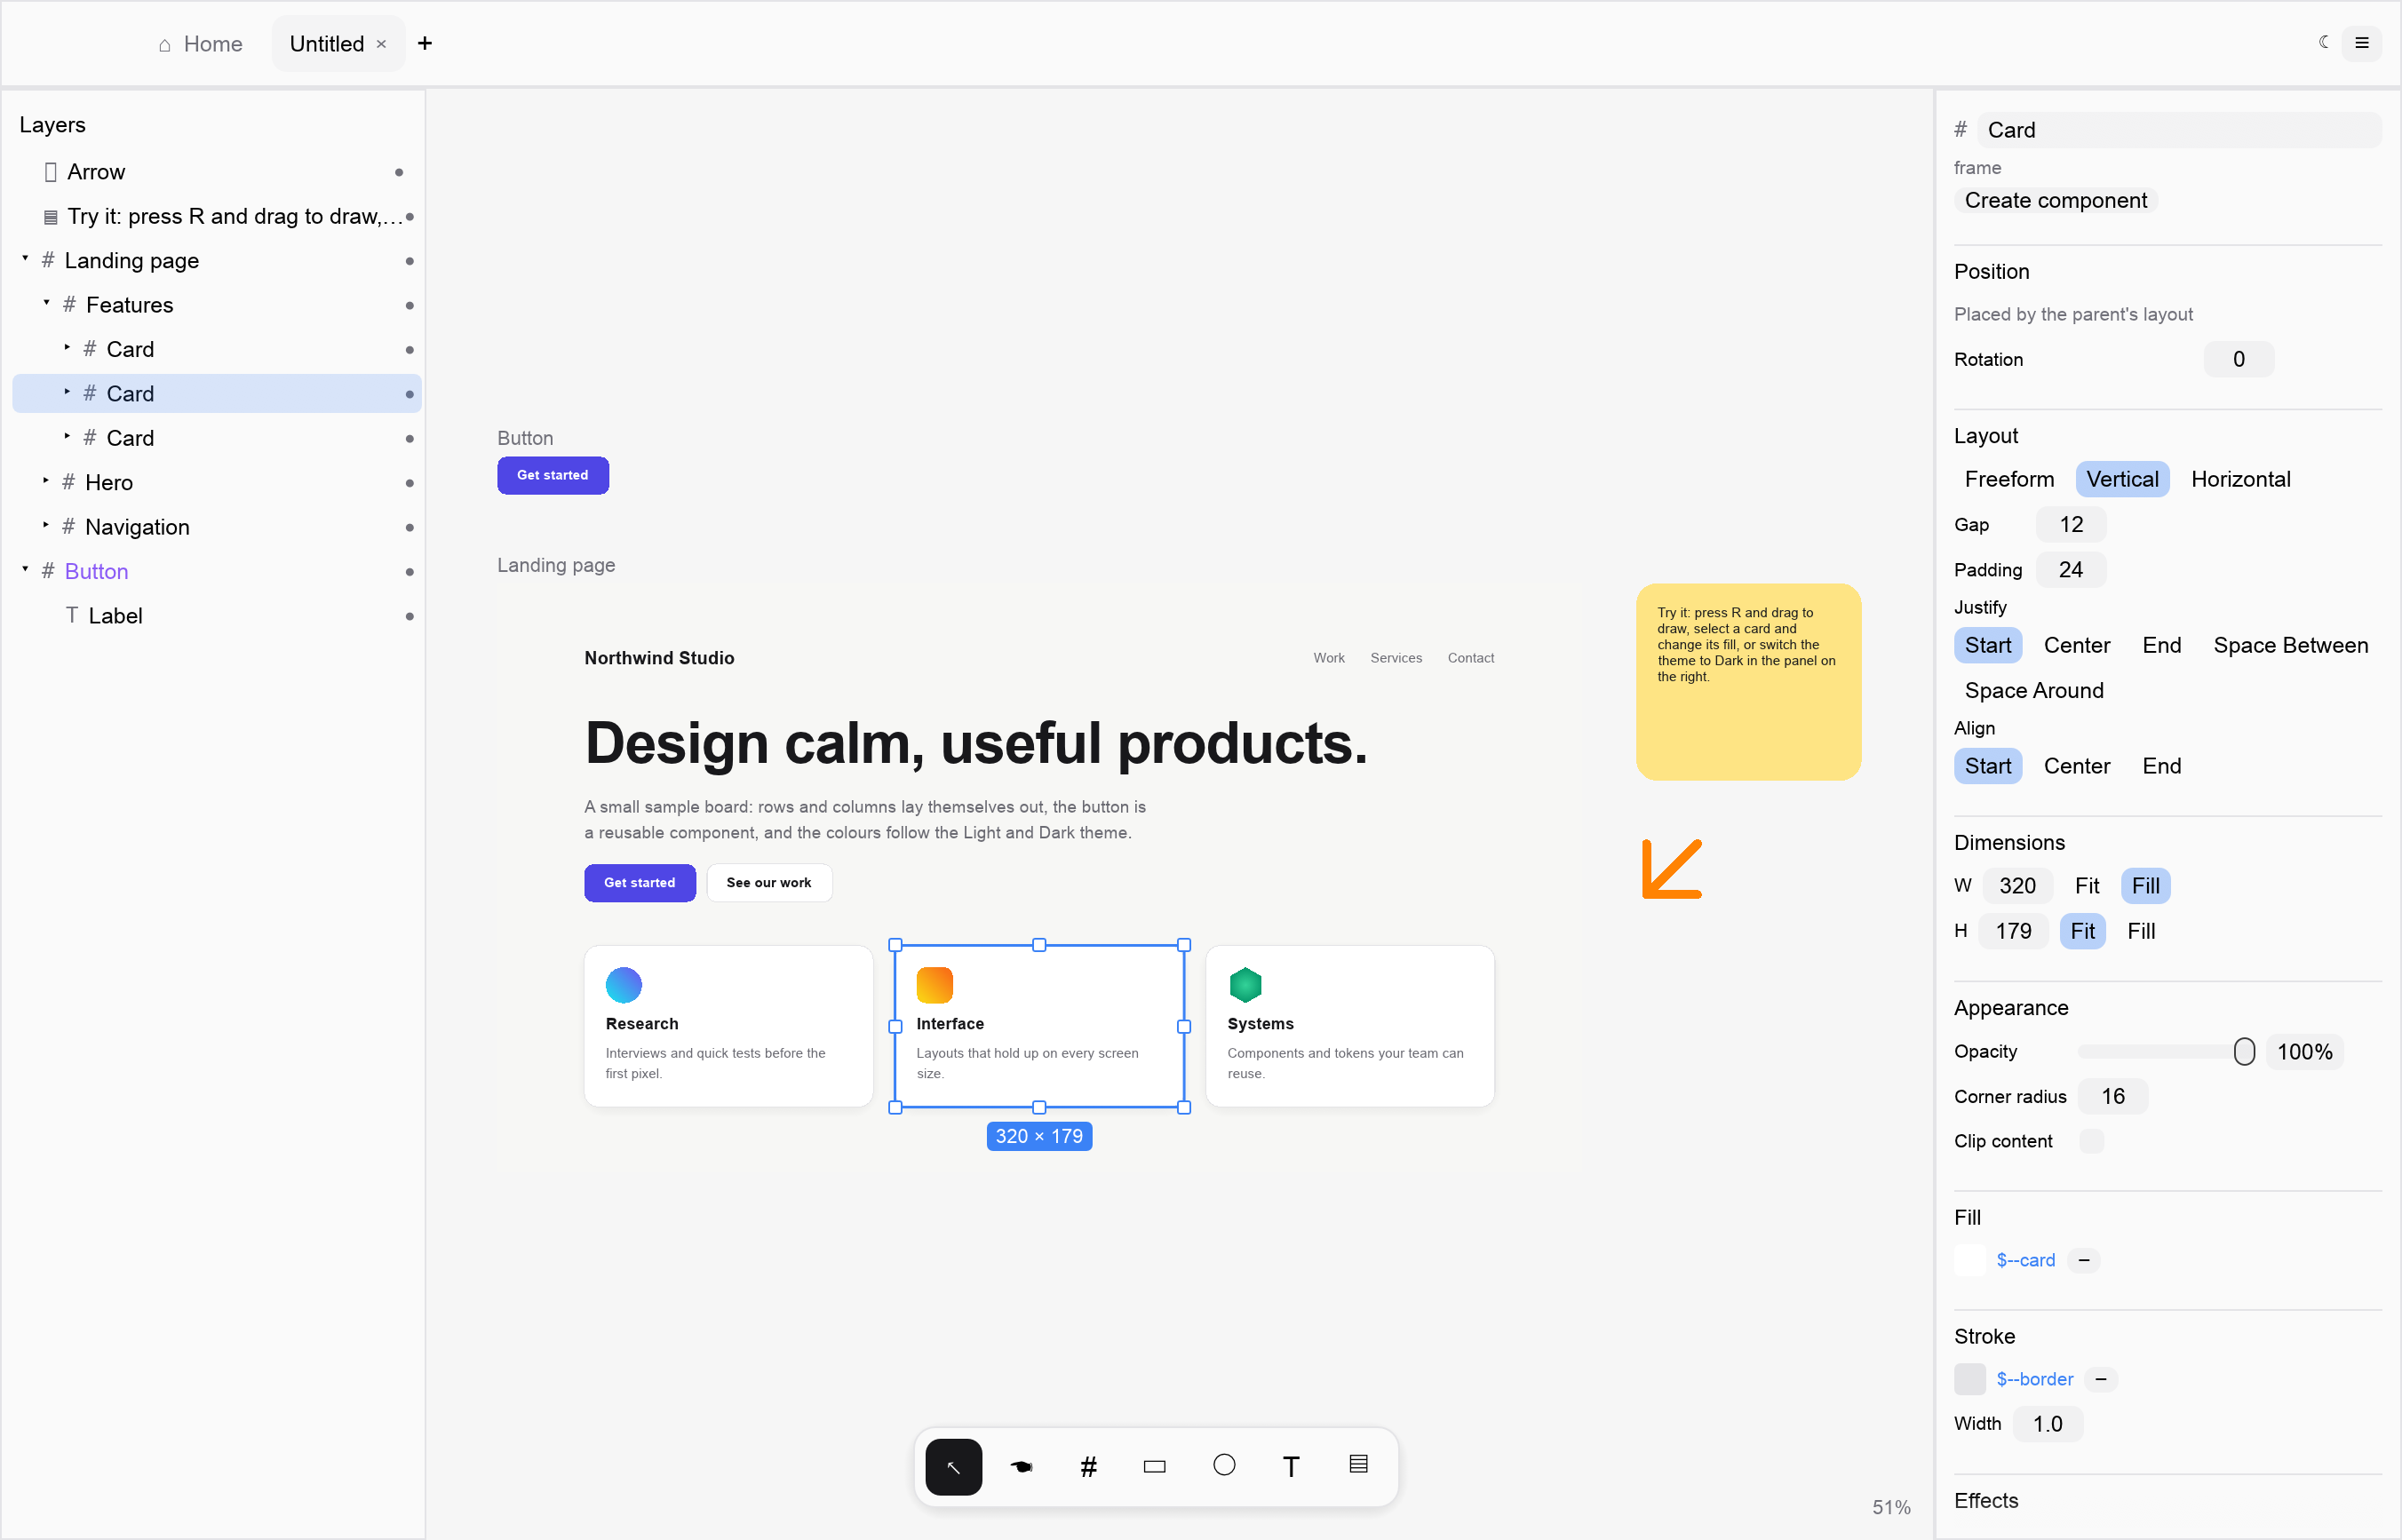 Home
Untitled
Layers
Arrow
Try it: press R and drag to draw,...
Landing page
Features
Card
Card
Card
Hero
Navigation
Button
Label
Button
Get started
Landing page
Northwind Studio
Work Services Contact
Design calm, useful products.
A small sample board: rows and columns lay themselves out, the button is
a reusable component, and the colours follow the Light and Dark theme.
Get started
See our work
Research
Interviews and quick tests before the
first pixel.
Interface
Layouts that hold up on every screen
size.
Systems
Components and tokens your team can
reuse.
320 × 179
Try it: press R and drag to
draw, select a card and
change its fill, or switch the
theme to Dark in the panel on
the right.
T
51%
# Card
frame
Create component
Position
Placed by the parent's layout
Rotation 0
Layout
Freeform Vertical Horizontal
Gap 12
Padding 24
Justify
Start Center End Space Between
Space Around
Align
Start Center End
Dimensions
W 320 Fit Fill
H 179 Fit Fill
Appearance
Opacity 100%
Corner radius 16
Clip content
Fill
$--card
Stroke
$--border
Width 1.0
Effects